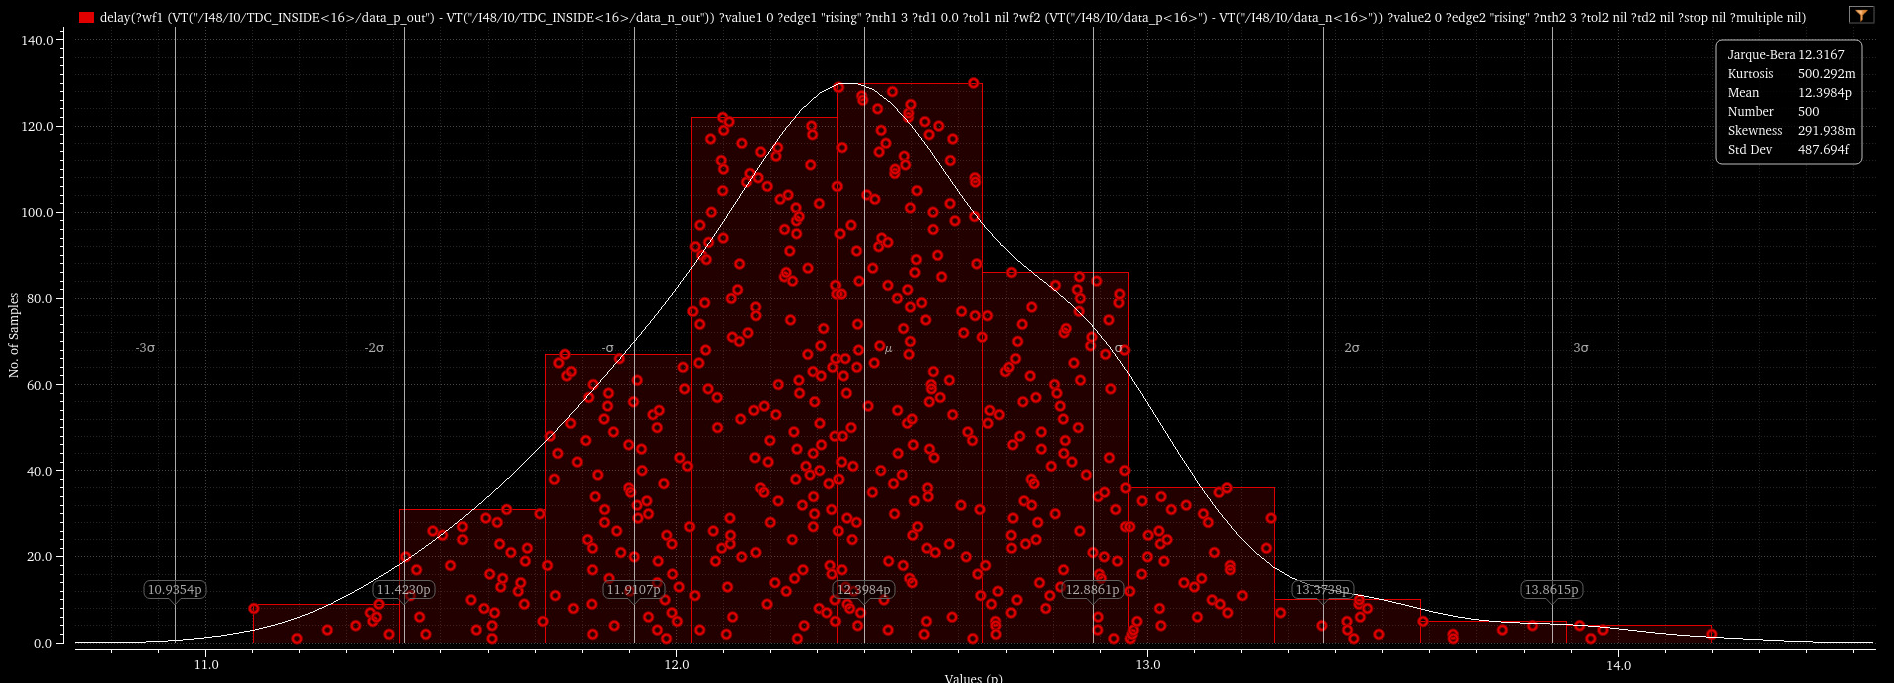 delay(?wf1 (VT("/I48/I0/TDC_INSIDE<16>/data_p_out") - VT("/I48/I0/TDC_INSIDE<16>/data_n_out")) ?value1 0 ?edge1 "rising" ?nth1 3 ?td1 0.0 ?tol1 nil ?wf2 (VT("/I48/I0/data_p<16>") - VT("/I48/I0/data_n<16>")) ?value2 0 ?edge2 "rising" ?nth2 3 ?tol2 nil ?td2 nil ?stop nil ?multiple nil)
Jarque-Bera 12.3167
Kurtosis 500.292m
Mean 12.3984p
Number 500
Skewness 291.938m
Std Dev 487.694f
No. of Samples
140.0
120.0
100.0
80.0
60.0
40.0
20.0
0.0
-3σ -2σ -σ μ σ 2σ 3σ
10.9354p 11.4230p 11.9107p 12.3984p 12.8861p 13.3738p 13.8615p
11.0 12.0 13.0 14.0
Values (p)